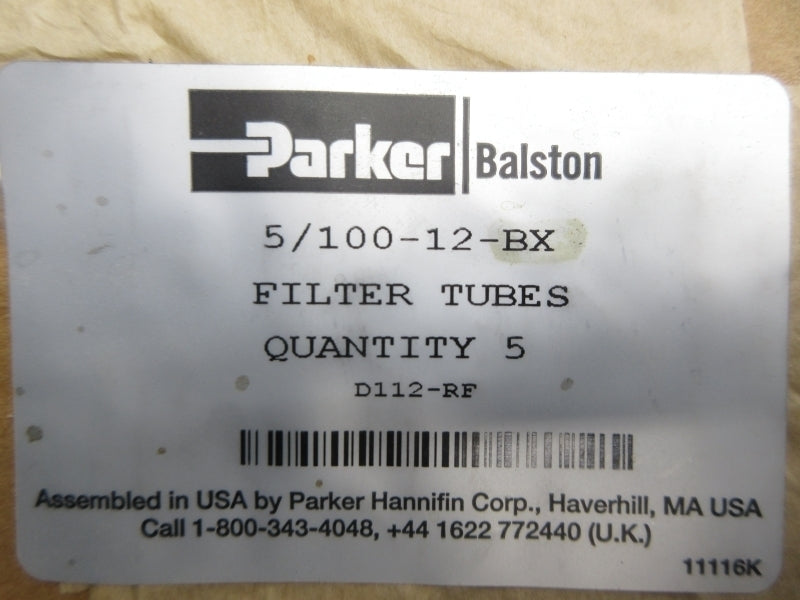 Parker Balston
5/100-12-BX
FILTER TUBES
QUANTITY 5
D112-RF
Assembled in USA by Parker Hannifin Corp., Haverhill, MA USA
Call 1-800-343-4048, +44 1622 772440 (U.K.)
11116K